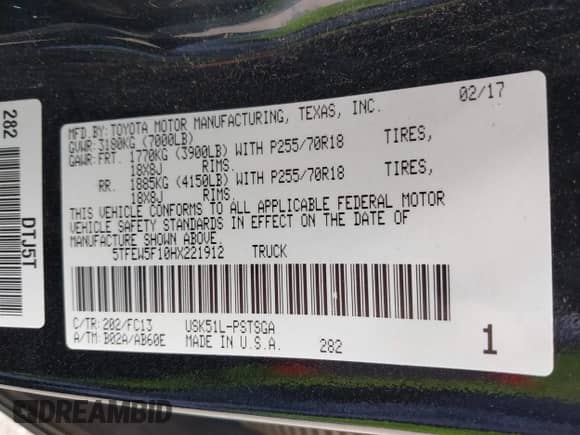 282
DTJ5T
02/17
MFD.BY:TOYOTA MOTOR MANUFACTURING, TEXAS, INC.
GVWR:3180KG (7000LB)
GAWR:FRT. 1770KG (3900LB) WITH P255/70R18 TIRES,
18X8J RIMS.
RR. 1885KG (4150LB) WITH P255/70R18 TIRES,
18X8J RIMS.
THIS VEHICLE CONFORMS TO ALL APPLICABLE FEDERAL MOTOR
VEHICLE SAFETY STANDARDS IN EFFECT ON THE DATE OF
MANUFACTURE SHOWN ABOVE.
5TFEW5F10HX221912 TRUCK
C/TR:202/FC13 USK51L-PSTSGA
A/TM:B02A/AB60E MADE IN U.S.A. 282 1
DREAMBID